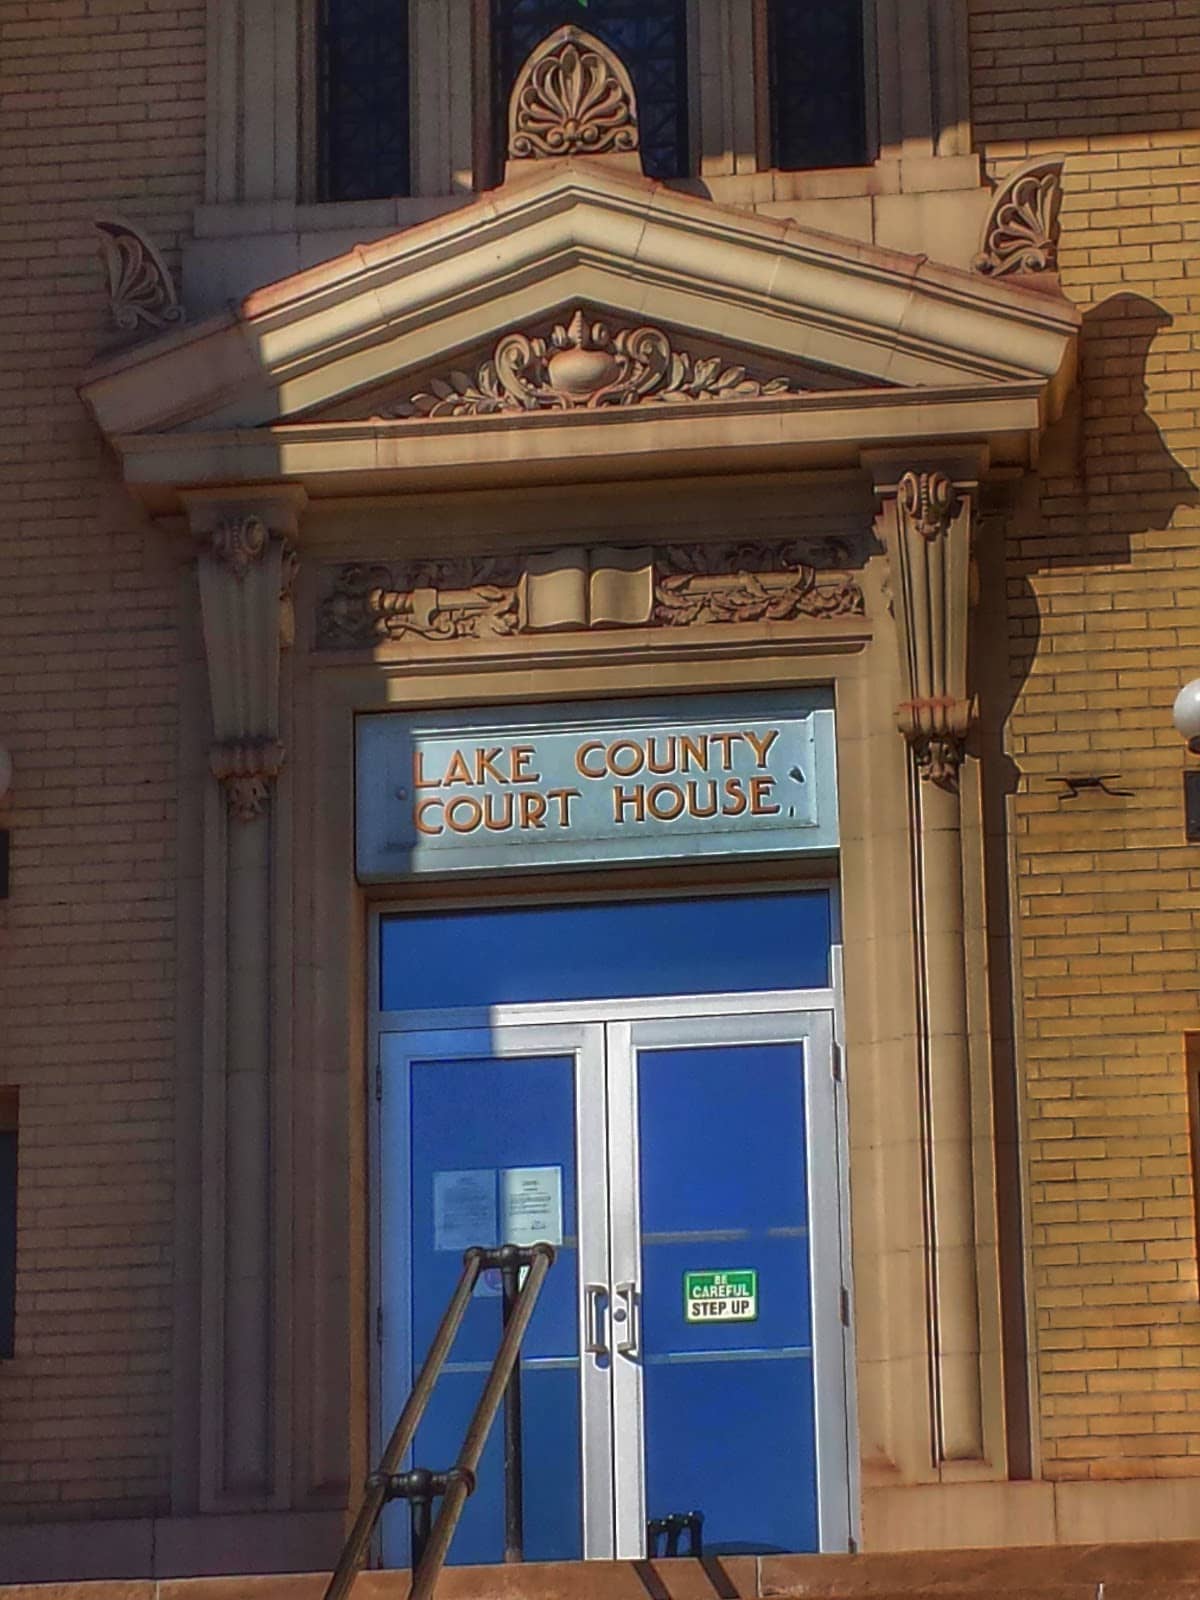 LAKE COUNTY
COURT HOUSE
BE
CAREFUL
STEP UP